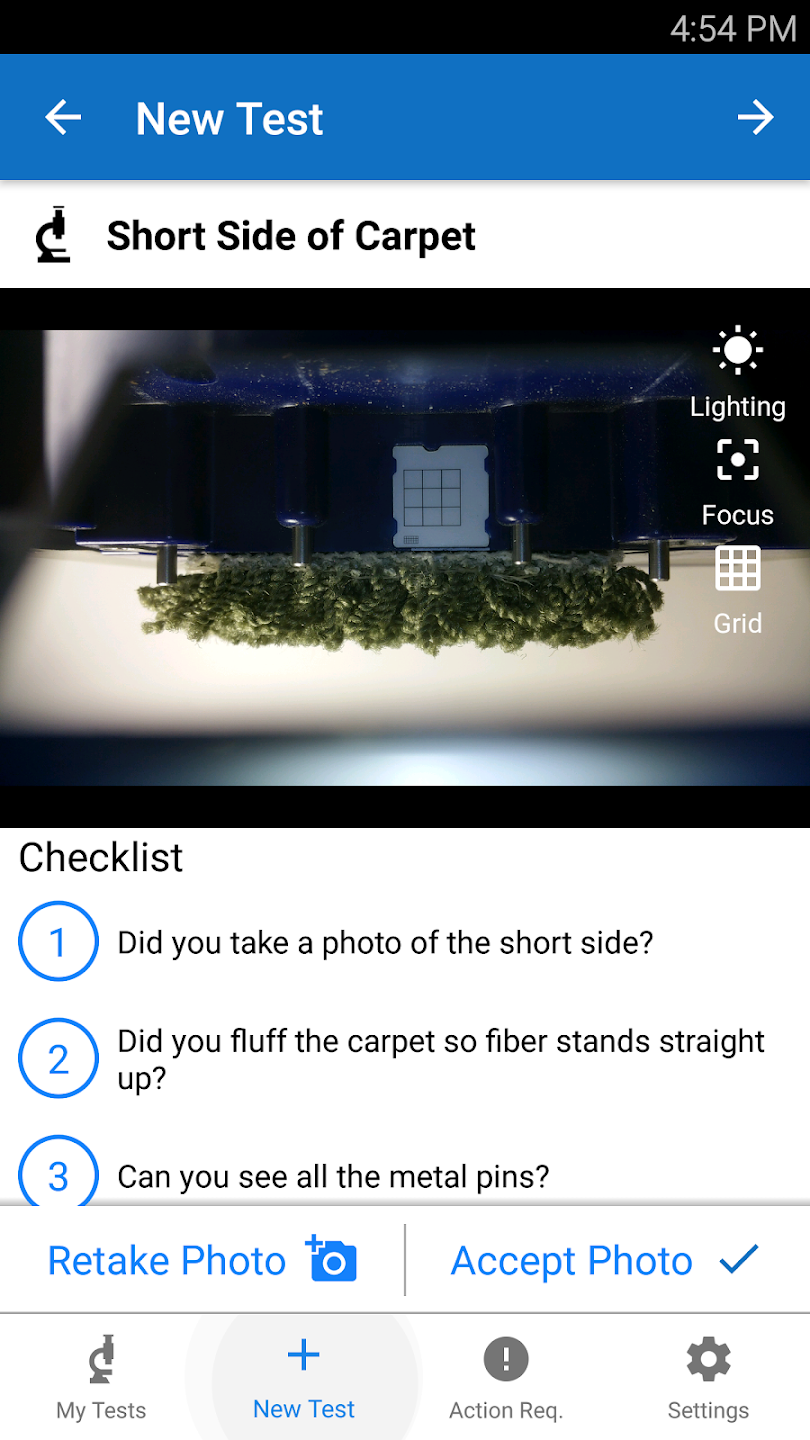 4:54 PM
New Test
Short Side of Carpet
Lighting
Focus
Grid
Checklist
1 Did you take a photo of the short side?
2 Did you fluff the carpet so fiber stands straight
up?
3 Can you see all the metal pins?
Retake Photo
Accept Photo
My Tests
New Test
Action Req.
Settings